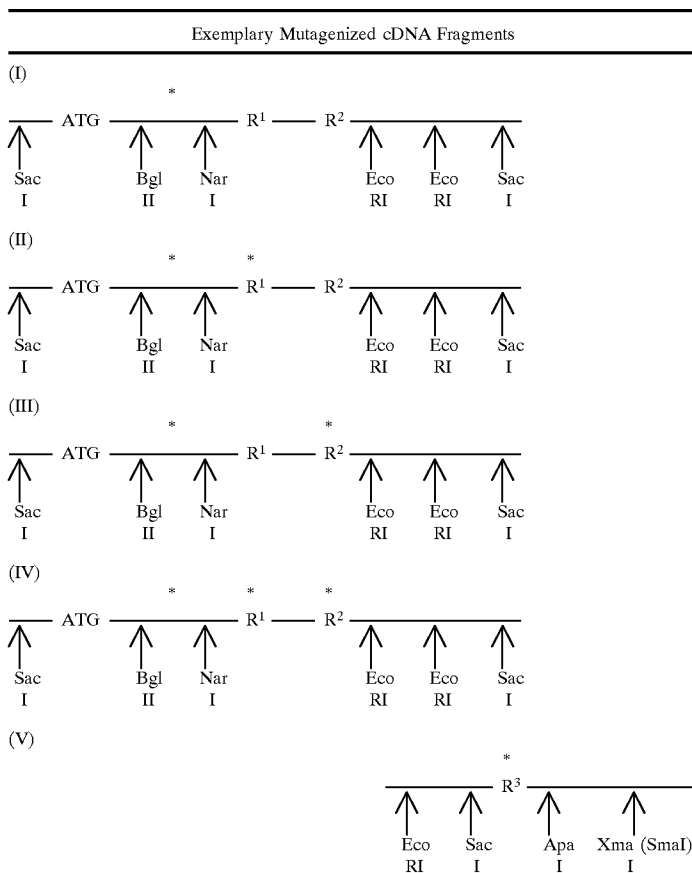 Exemplary Mutagenized cDNA Fragments
(I)
*
ATG R¹ R²
Sac Bgl Nar Eco Eco Sac
I II I RI RI I
(II)
* *
ATG R¹ R²
Sac Bgl Nar Eco Eco Sac
I II I RI RI I
(III)
* *
ATG R¹ R²
Sac Bgl Nar Eco Eco Sac
I II I RI RI I
(IV)
* * *
ATG R¹ R²
Sac Bgl Nar Eco Eco Sac
I II I RI RI I
(V)
*
R³
Eco Sac Apa Xma (SmaI)
RI I I I